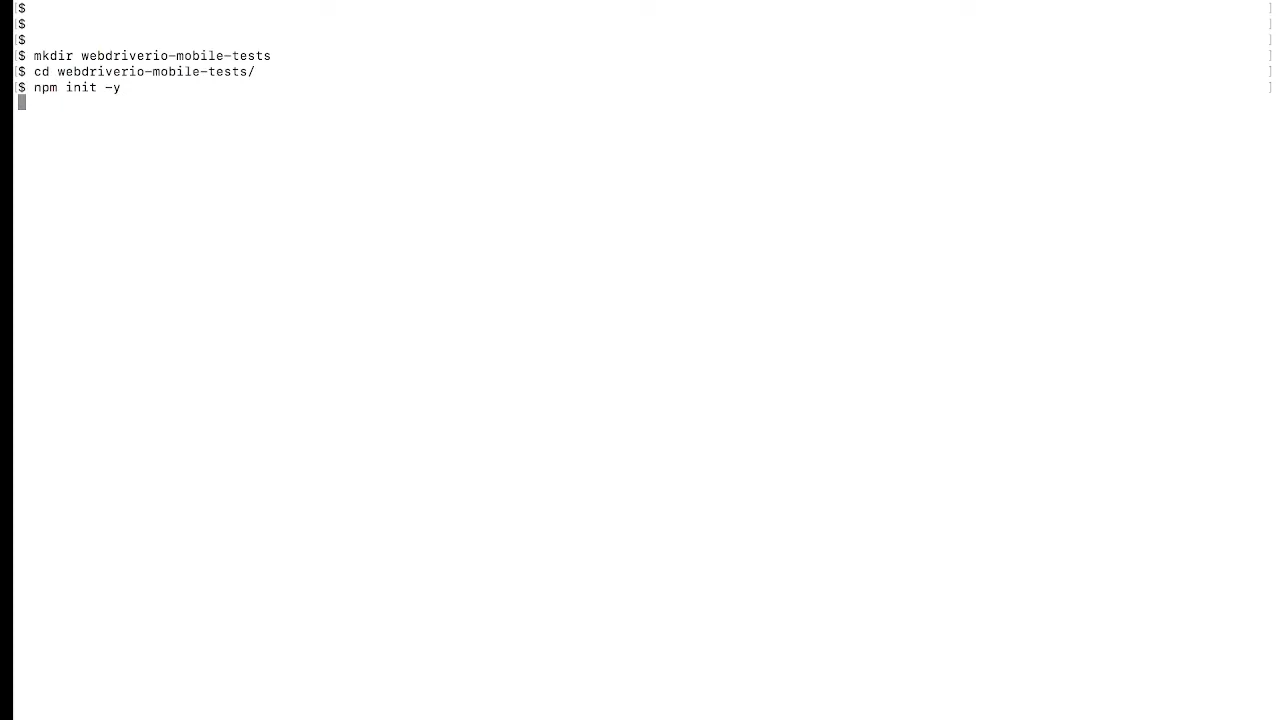 [$ ]
[$ ]
[$ ]
[$ mkdir webdriverio-mobile-tests ]
[$ cd webdriverio-mobile-tests/ ]
[$ npm init -y ]